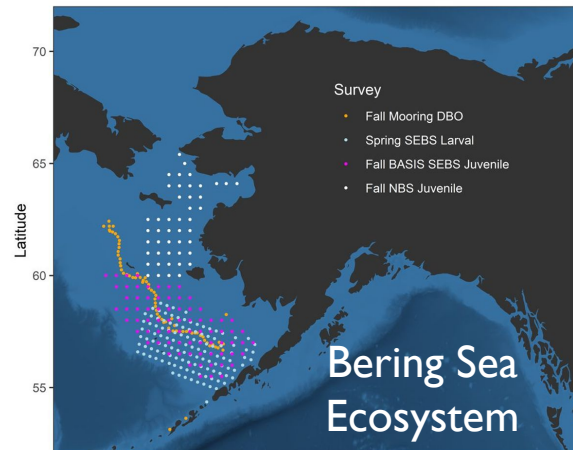 70
65
60
55
Latitude
Survey
Fall Mooring DBO
Spring SEBS Larval
Fall BASIS SEBS Juvenile
Fall NBS Juvenile
Bering Sea
Ecosystem